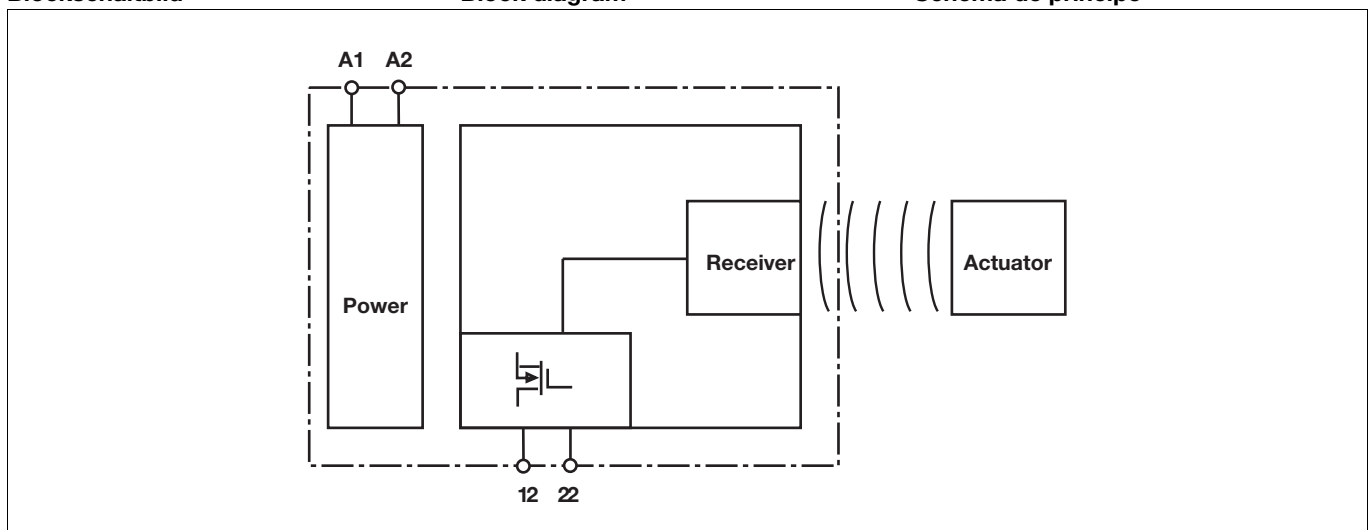 Blockschaltbild Block diagram Schéma de principe
A1 A2
Receiver Actuator
Power
12 22